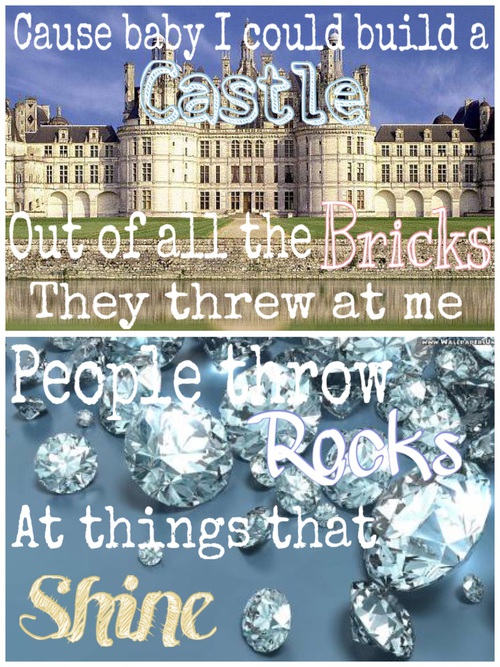 Cause baby I could build a
Castle
Out of all the Bricks
They threw at me
People throw
Rocks
At things that
Shine